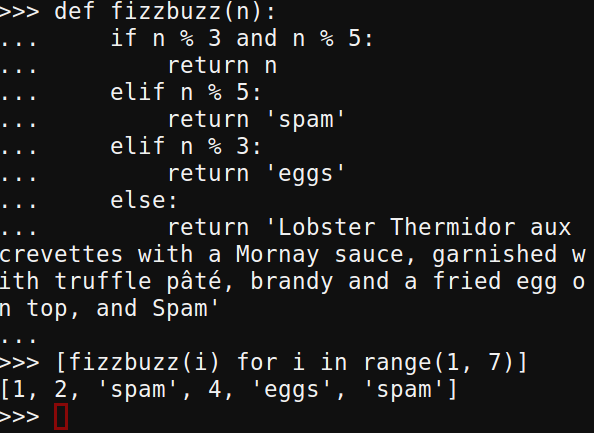 >>> def fizzbuzz(n):
...     if n % 3 and n % 5:
...         return n
...     elif n % 5:
...         return 'spam'
...     elif n % 3:
...         return 'eggs'
...     else:
...         return 'Lobster Thermidor aux
crevettes with a Mornay sauce, garnished w
ith truffle pâté, brandy and a fried egg o
n top, and Spam'
...
>>> [fizzbuzz(i) for i in range(1, 7)]
[1, 2, 'spam', 4, 'eggs', 'spam']
>>>